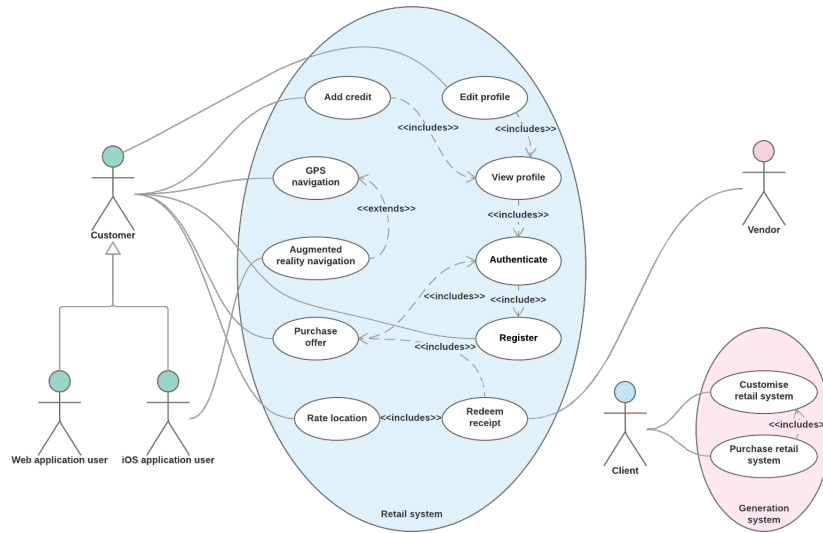 Add credit
Edit profile
<<includes>>
<<includes>>
GPS
navigation
View profile
<<extends>>
<<includes>>
Customer
Vendor
Augmented
reality navigation
Authenticate
<<includes>>
<<include>>
Purchase
offer
Register
<<includes>>
Customise
retail system
Rate location
<<includes>>
Redeem
receipt
<<includes>>
Web application user
iOS application user
Purchase retail
system
Client
Retail system
Generation
system